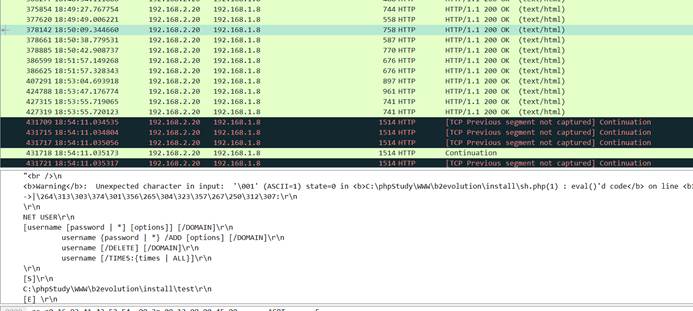 375854 18:49:27.767754 192.168.2.20 192.168.1.8 744 HTTP HTTP/1.1 200 OK (text/html)
377620 18:49:49.006221 192.168.2.20 192.168.1.8 558 HTTP HTTP/1.1 200 OK (text/html)
378142 18:50:09.344660 192.168.2.20 192.168.1.8 758 HTTP HTTP/1.1 200 OK (text/html)
378661 18:50:38.779531 192.168.2.20 192.168.1.8 587 HTTP HTTP/1.1 200 OK (text/html)
378885 18:50:42.908737 192.168.2.20 192.168.1.8 770 HTTP HTTP/1.1 200 OK (text/html)
386599 18:51:57.149268 192.168.2.20 192.168.1.8 676 HTTP HTTP/1.1 200 OK (text/html)
386625 18:51:57.328343 192.168.2.20 192.168.1.8 676 HTTP HTTP/1.1 200 OK (text/html)
407291 18:53:04.693918 192.168.2.20 192.168.1.8 897 HTTP HTTP/1.1 200 OK (text/html)
424788 18:53:47.176774 192.168.2.20 192.168.1.8 961 HTTP HTTP/1.1 200 OK (text/html)
427315 18:53:55.719065 192.168.2.20 192.168.1.8 741 HTTP HTTP/1.1 200 OK (text/html)
427319 18:53:55.720123 192.168.2.20 192.168.1.8 741 HTTP HTTP/1.1 200 OK (text/html)
431709 18:54:11.034535 192.168.2.20 192.168.1.8 1514 HTTP [TCP Previous segment not captured] Continuation
431715 18:54:11.034804 192.168.2.20 192.168.1.8 1514 HTTP [TCP Previous segment not captured] Continuation
431717 18:54:11.035056 192.168.2.20 192.168.1.8 1514 HTTP [TCP Previous segment not captured] Continuation
431718 18:54:11.035173 192.168.2.20 192.168.1.8 1514 HTTP Continuation
431721 18:54:11.035317 192.168.2.20 192.168.1.8 1514 HTTP [TCP Previous segment not captured] Continuation
"<br />\n
<b>Warning</b>:  Unexpected character in input:  '\001' (ASCII=1) state=0 in <b>C:\phpStudy\WWW\b2evolution\install\sh.php(1) : eval()'d code</b> on line <b
->|\264\313\303\374\301\356\265\304\323\357\267\250\312\307:\r\n
\r\n
NET USER\r\n
[username [password | *] [options]] [/DOMAIN]\r\n
username {password | *} /ADD [options] [/DOMAIN]\r\n
username [/DELETE] [/DOMAIN]\r\n
username [/TIMES:{times | ALL}]\r\n
\r\n
[S]\r\n
C:\phpStudy\WWW\b2evolution\install\test\r\n
[E] \r\n